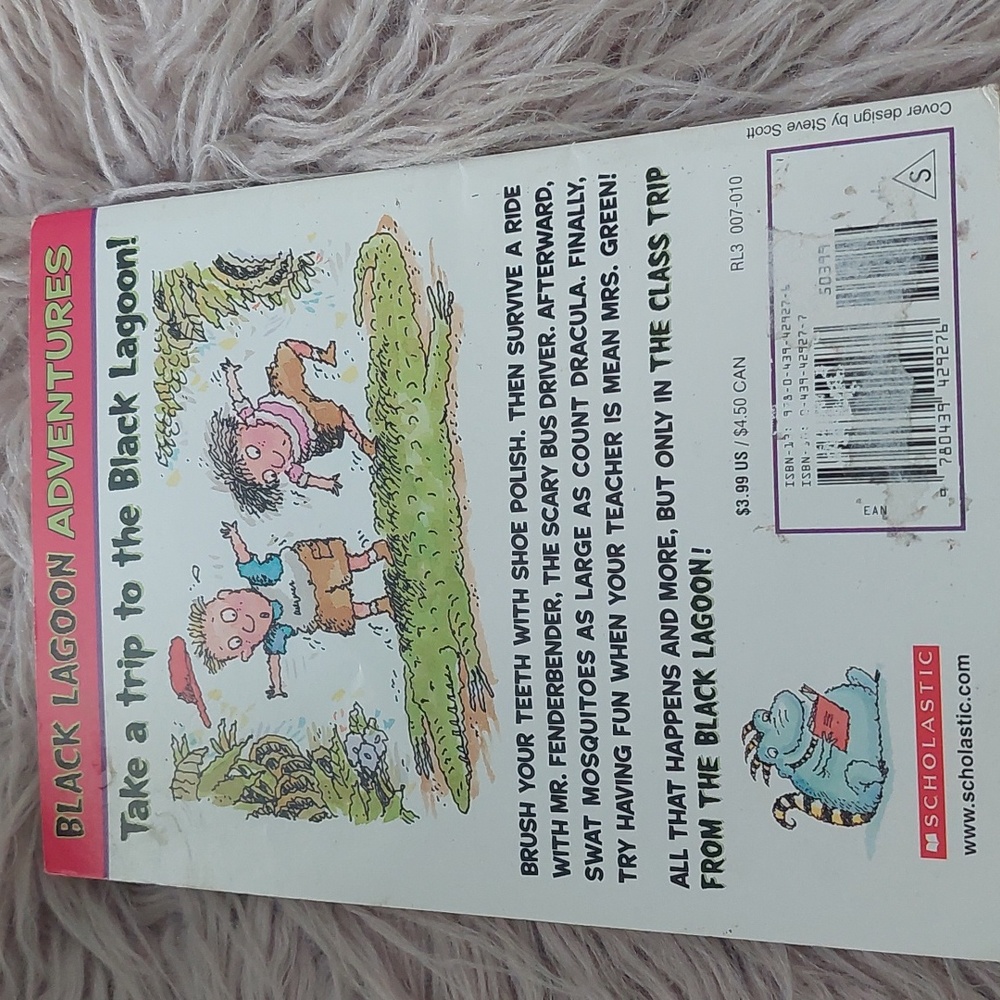 BLACK LAGOON ADVENTURES
Take a trip to the Black Lagoon!
BRUSH YOUR TEETH WITH SHOE POLISH. THEN SURVIVE A RIDE
WITH MR. FENDERBENDER, THE SCARY BUS DRIVER. AFTERWARD,
SWAT MOSQUITOES AS LARGE AS COUNT DRACULA. FINALLY,
TRY HAVING FUN WHEN YOUR TEACHER IS MEAN MRS. GREEN!
ALL THAT HAPPENS AND MORE, BUT ONLY IN THE CLASS TRIP
FROM THE BLACK LAGOON!
$3.99 US / $4.50 CAN
RL3 007-010
50399
EAN
9 780439 429276
S
SCHOLASTIC
www.scholastic.com
Cover design by Steve Scott